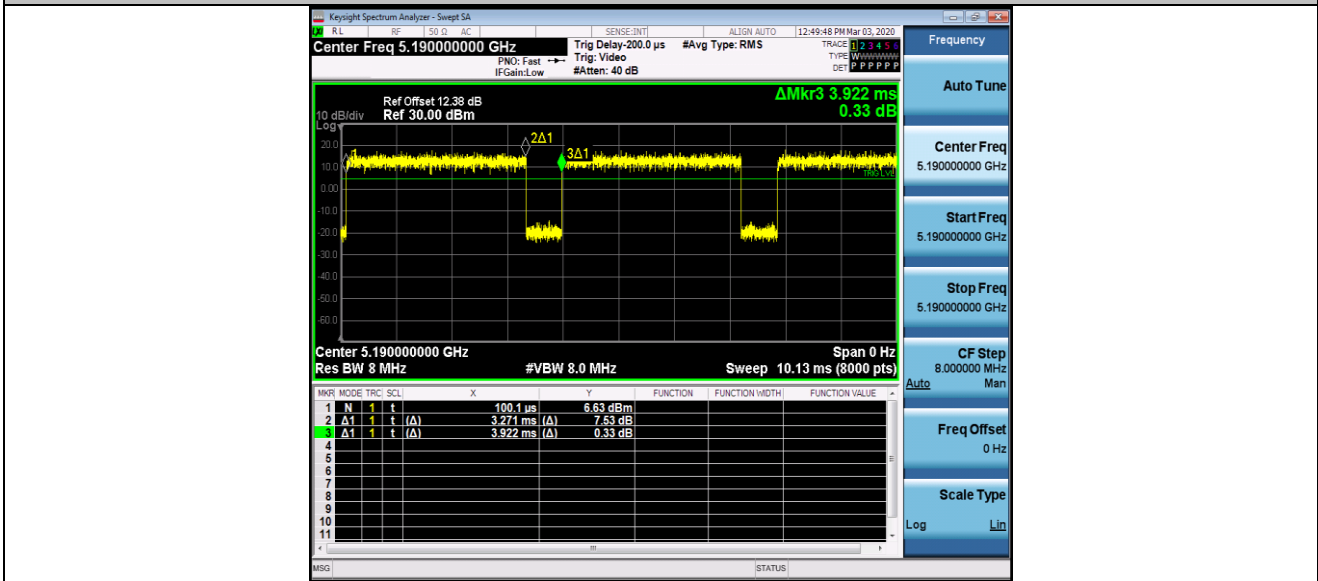 Keysight Spectrum Analyzer - Swept SA
RL RF 50 Ω AC SENSE:INT ALIGN AUTO 12:49:48 PM Mar 03, 2020
Center Freq 5.190000000 GHz
PNO: Fast
IFGain:Low
Trig Delay-200.0 µs
Trig: Video
#Atten: 40 dB
#Avg Type: RMS
TRACE 1 2 3 4 5 6
TYPE WWWWWW
DET P P P P P P
ΔMkr3 3.922 ms
0.33 dB
10 dB/div
Log
Ref Offset 12.38 dB
Ref 30.00 dBm
20.0
10.0
0.00
-10.0
-20.0
-30.0
-40.0
-50.0
-60.0
1
2Δ1
3Δ1
TRIG LVL
Center 5.190000000 GHz Span 0 Hz
Res BW 8 MHz #VBW 8.0 MHz Sweep 10.13 ms (8000 pts)
MKR MODE TRC SCL X Y FUNCTION FUNCTION WIDTH FUNCTION VALUE
1 N 1 t 100.1 µs 6.63 dBm
2 Δ1 1 t (Δ) 3.271 ms (Δ) 7.53 dB
3 Δ1 1 t (Δ) 3.922 ms (Δ) 0.33 dB
4
5
6
7
8
9
10
11
MSG STATUS
Frequency
Auto Tune
Center Freq
5.190000000 GHz
Start Freq
5.190000000 GHz
Stop Freq
5.190000000 GHz
CF Step
8.000000 MHz
Auto Man
Freq Offset
0 Hz
Scale Type
Log Lin